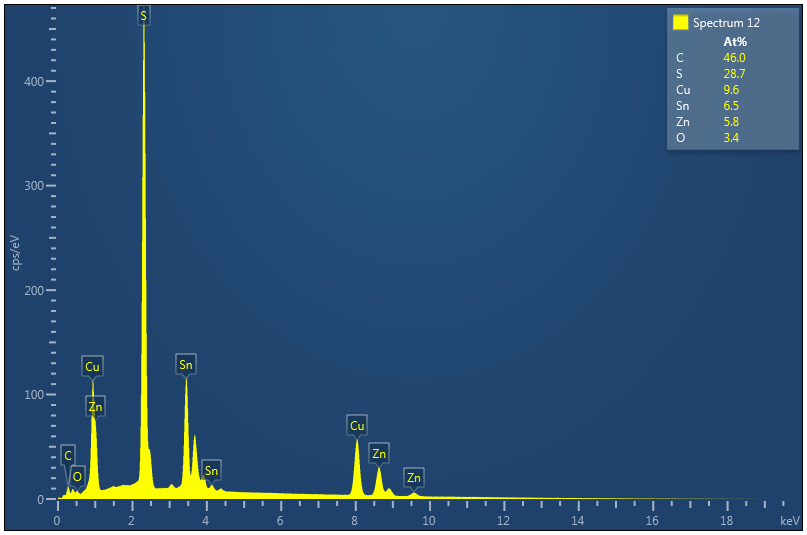 S
Spectrum 12
At%
C 46.0
S 28.7
Cu 9.6
Sn 6.5
Zn 5.8
O 3.4
400
300
cps/eV
200
Cu
Sn
100
Zn
Cu
C
Sn
Zn
O
Zn
0
0 2 4 6 8 10 12 14 16 18 keV